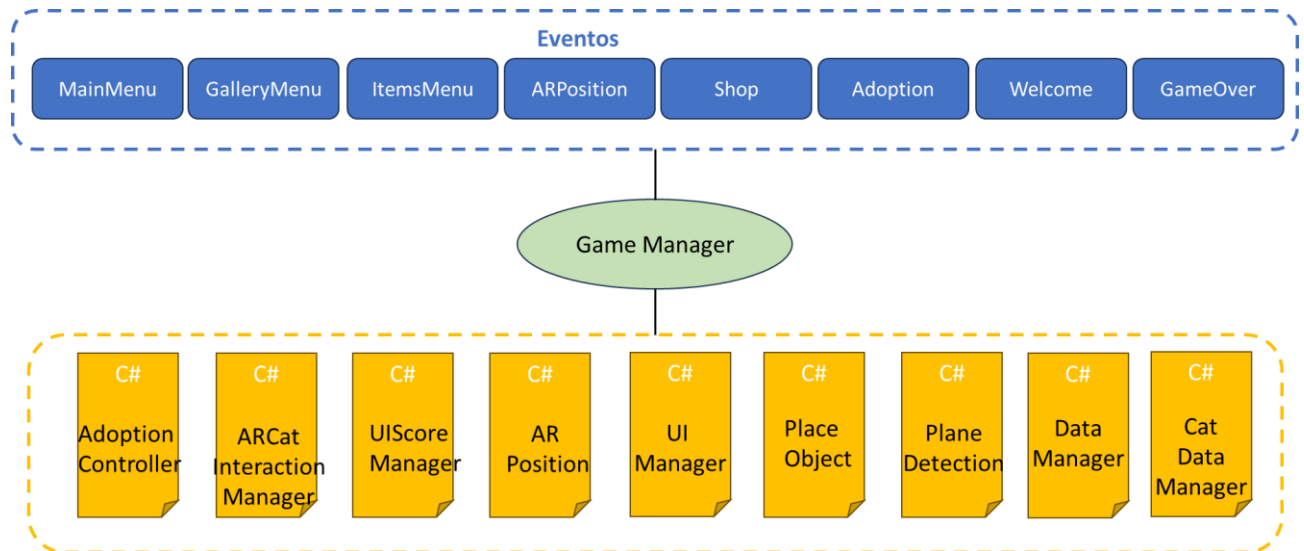 Eventos
MainMenu
GalleryMenu
ItemsMenu
ARPosition
Shop
Adoption
Welcome
GameOver
Game Manager
C#
Adoption
Controller
C#
ARCat
Interaction
Manager
C#
UIScore
Manager
C#
AR
Position
C#
UI
Manager
C#
Place
Object
C#
Plane
Detection
C#
Data
Manager
C#
Cat
Data
Manager